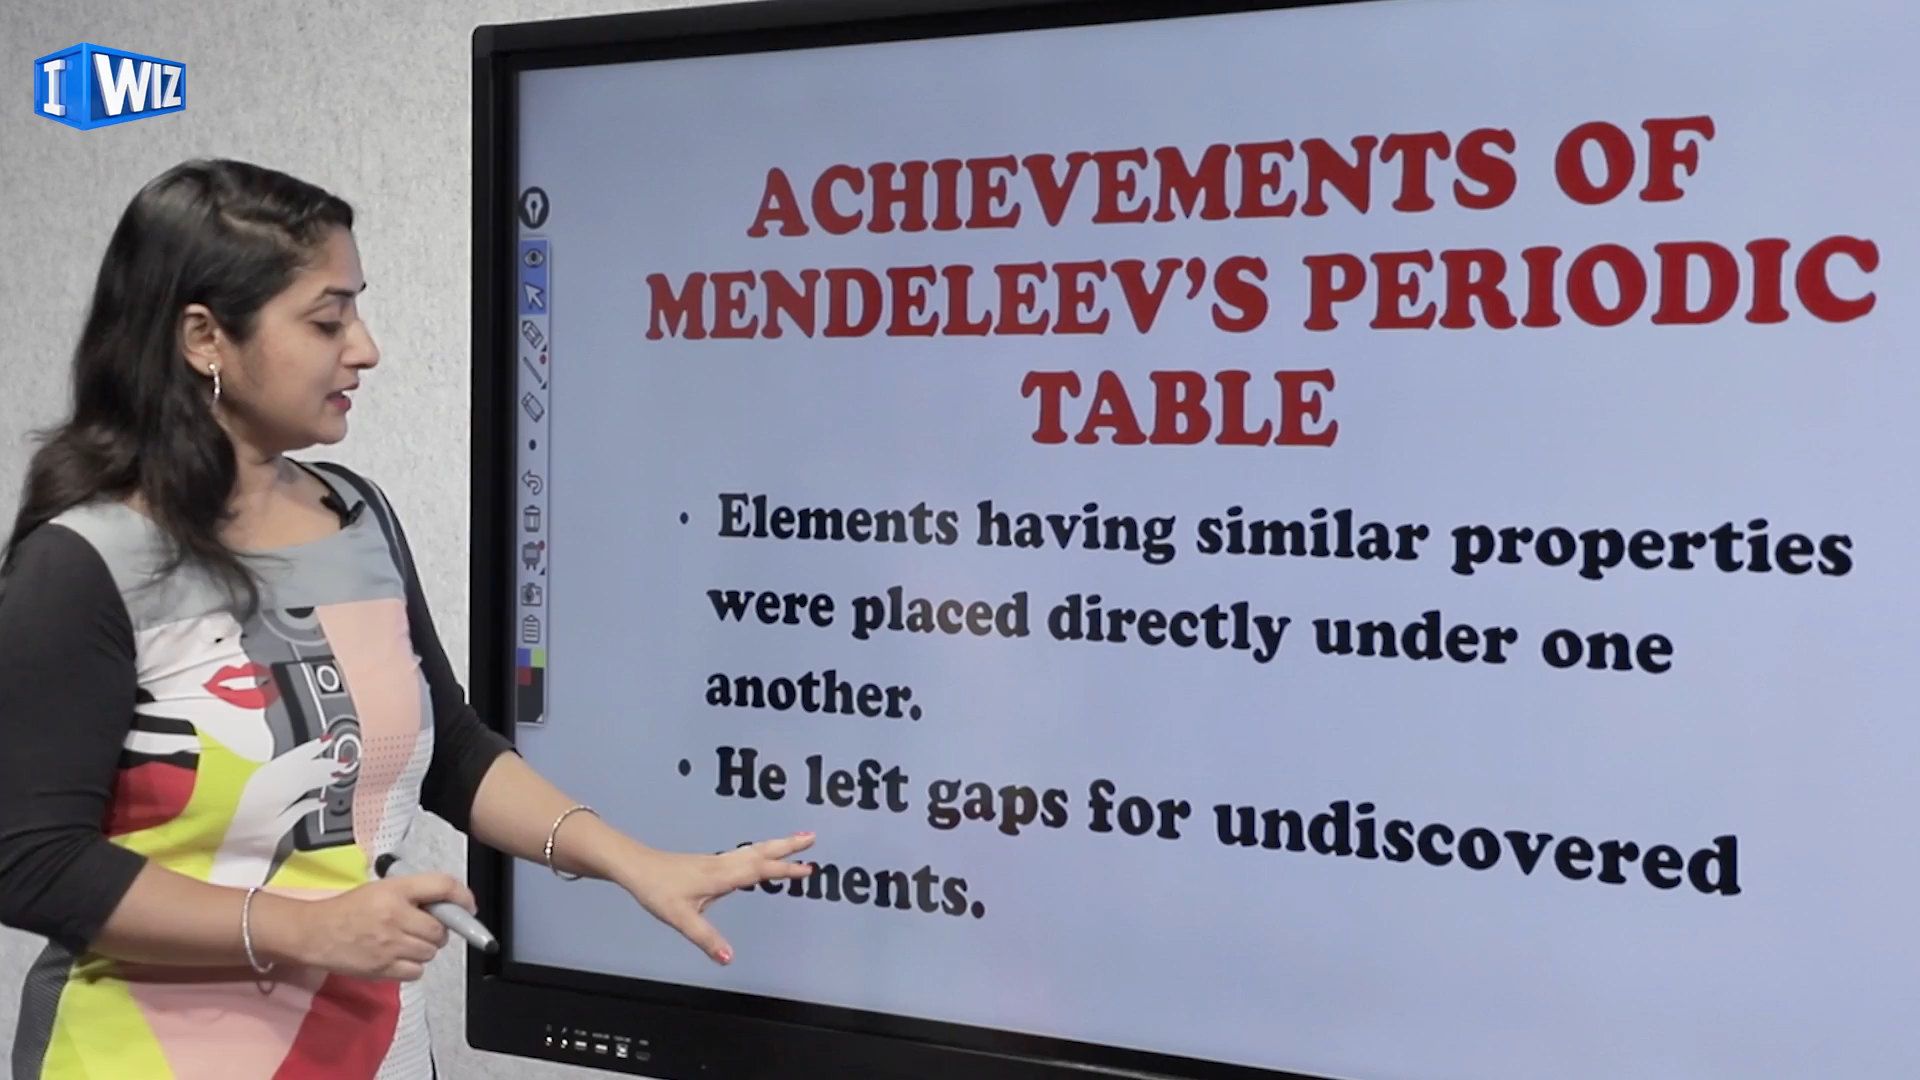 I WIZ
ACHIEVEMENTS OF
MENDELEEV'S PERIODIC
TABLE
• Elements having similar properties
were placed directly under one
another.
• He left gaps for undiscovered
elements.